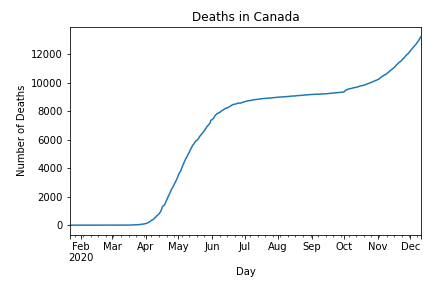 Deaths in Canada
Number of Deaths
12000
10000
8000
6000
4000
2000
0
Feb Mar Apr May Jun Jul Aug Sep Oct Nov Dec
2020
Day